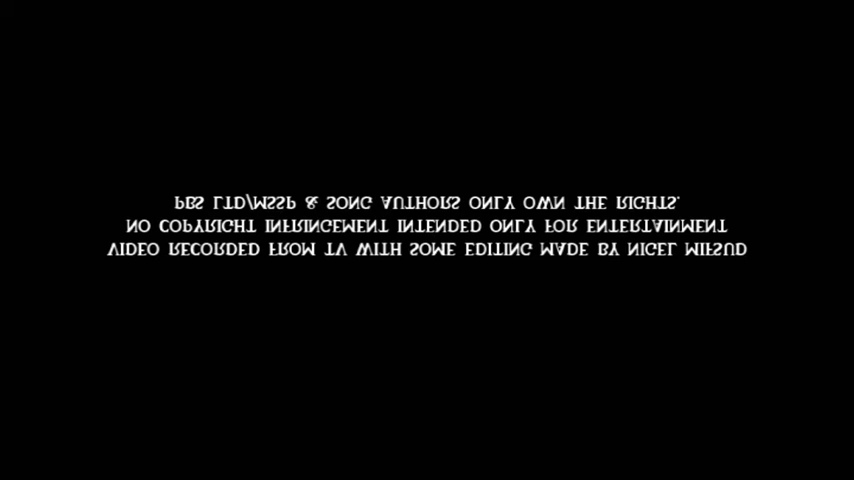 VIDEO RECORDED FROM TV WITH SOME EDITING MADE BY NIGEL MIFSUD
NO COPYRIGHT INFRINGEMENT INTENDED ONLY FOR ENTERTAINMENT
PBS LTD/MSSP & SONG AUTHORS ONLY OWN THE RIGHTS.